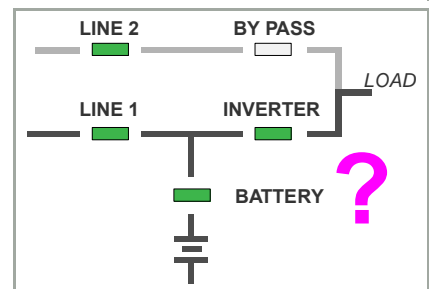 LINE 2 BY PASS
LOAD
LINE 1 INVERTER
BATTERY ?